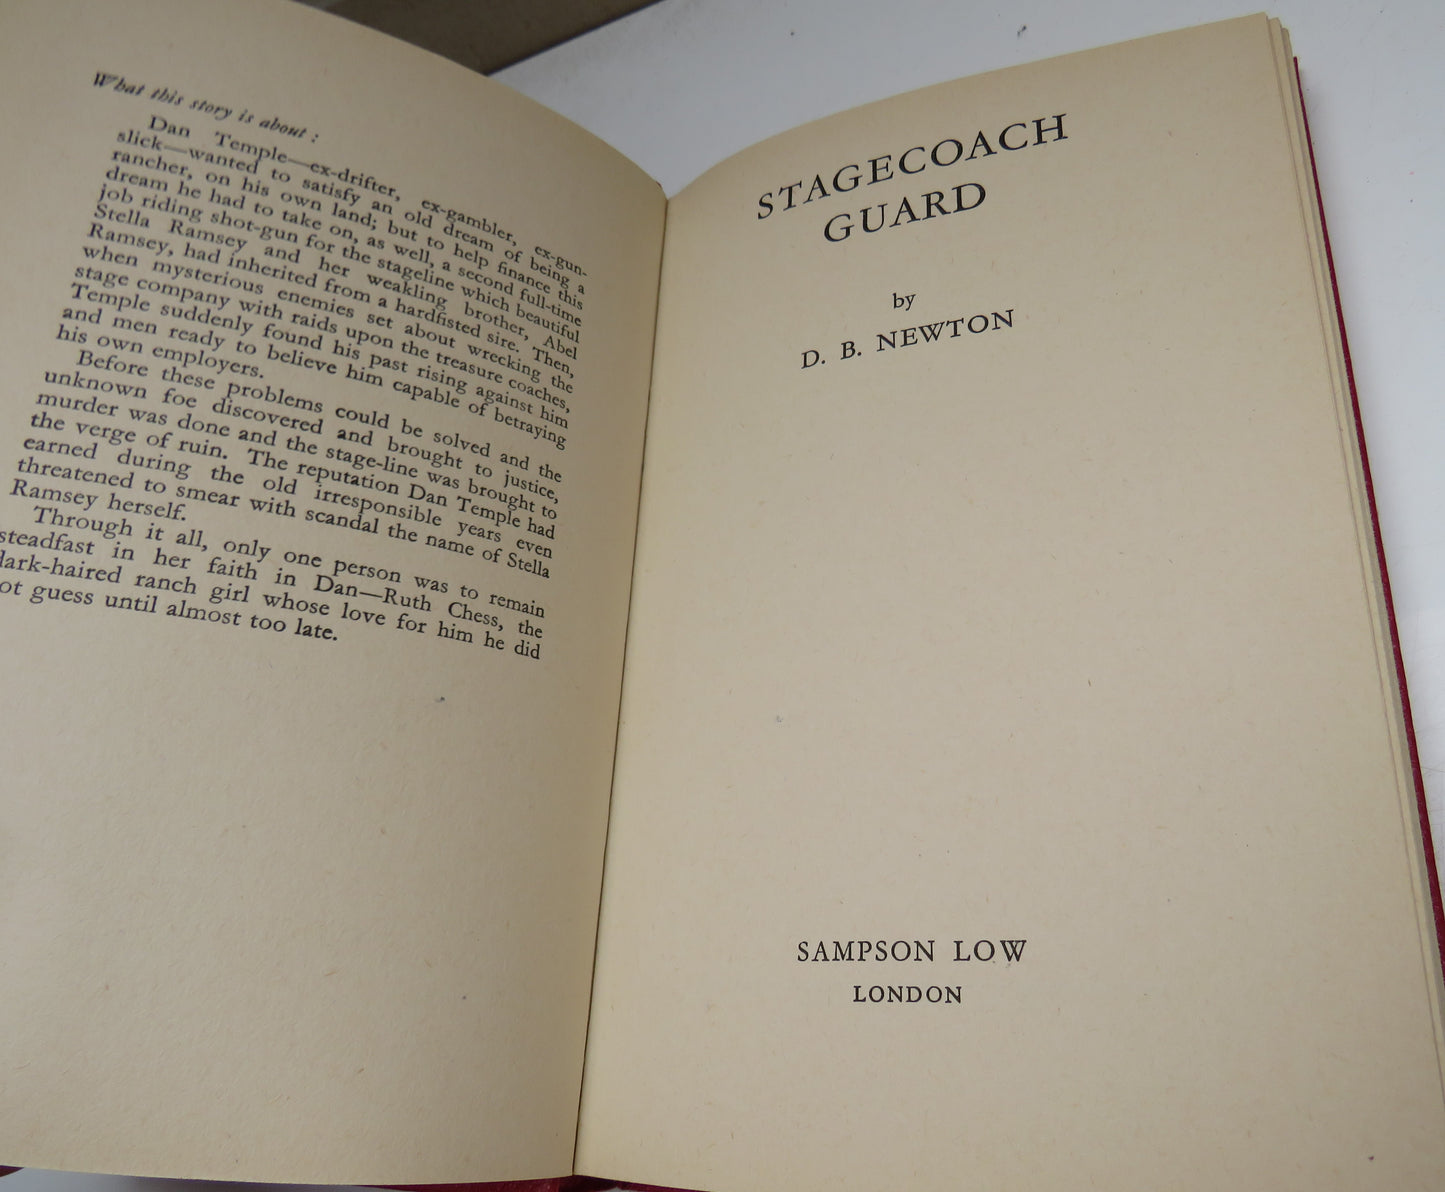 What this story is about :
Dan Temple—ex-drifter, ex-gambler, ex-gun-
slick—wanted to satisfy an old dream of being a
rancher, on his own land; but to help finance this
dream he had to take on, as well, a second full-time
job riding shot-gun for the stageline which beautiful
Stella Ramsey and her weakling brother, Abel
Ramsey, had inherited from a hardfisted sire. Then,
when mysterious enemies set about wrecking the
stage company with raids upon the treasure coaches,
Temple suddenly found his past rising against him
and men ready to believe him capable of betraying
his own employers.
Before these problems could be solved and the
unknown foe discovered and brought to justice,
murder was done and the stage-line was brought to
the verge of ruin. The reputation Dan Temple had
earned during the old irresponsible years even
threatened to smear with scandal the name of Stella
Ramsey herself.
Through it all, only one person was to remain
steadfast in her faith in Dan—Ruth Chess, the
dark-haired ranch girl whose love for him he did
ot guess until almost too late.
STAGECOACH
GUARD
by
D. B. NEWTON
SAMPSON LOW
LONDON